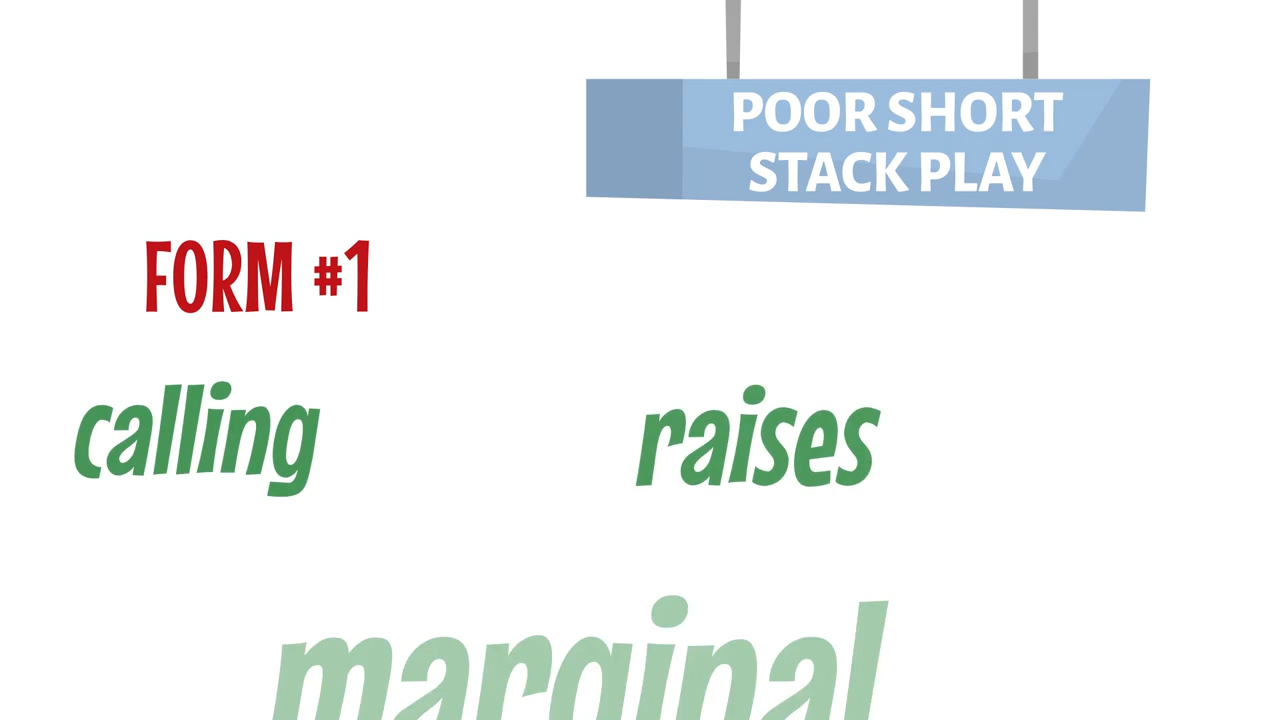 POOR SHORT
STACK PLAY
FORM #1
calling raises
marginal